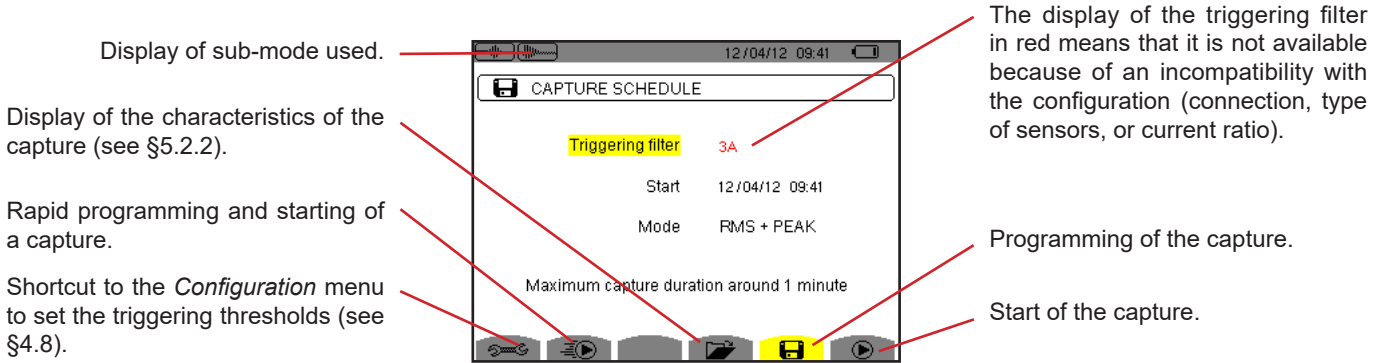 Display of sub-mode used.
Display of the characteristics of the
capture (see §5.2.2).
Rapid programming and starting of
a capture.
Shortcut to the Configuration menu
to set the triggering thresholds (see
§4.8).
12/04/12 09:41
CAPTURE SCHEDULE
Triggering filter 3A
Start 12/04/12 09:41
Mode RMS + PEAK
Maximum capture duration around 1 minute
The display of the triggering filter
in red means that it is not available
because of an incompatibility with
the configuration (connection, type
of sensors, or current ratio).
Programming of the capture.
Start of the capture.